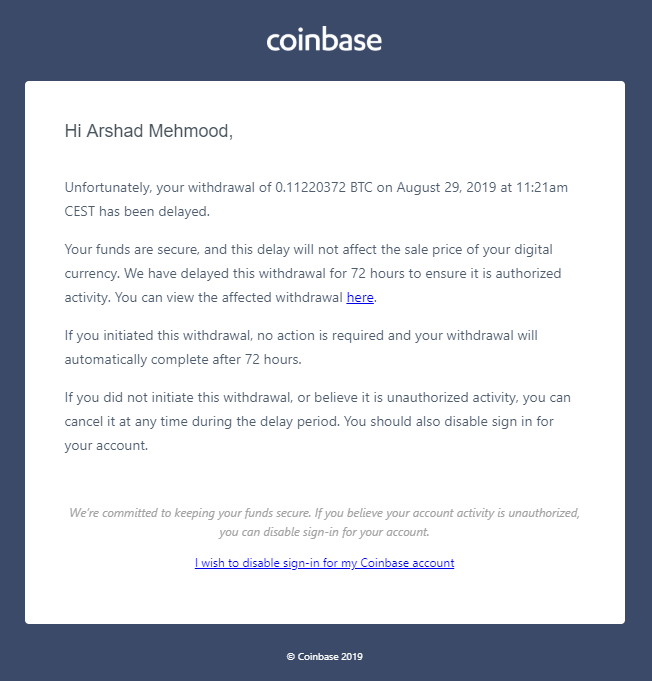 coinbase
Hi Arshad Mehmood,
Unfortunately, your withdrawal of 0.11220372 BTC on August 29, 2019 at 11:21am
CEST has been delayed.
Your funds are secure, and this delay will not affect the sale price of your digital
currency. We have delayed this withdrawal for 72 hours to ensure it is authorized
activity. You can view the affected withdrawal here.
If you initiated this withdrawal, no action is required and your withdrawal will
automatically complete after 72 hours.
If you did not initiate this withdrawal, or believe it is unauthorized activity, you can
cancel it at any time during the delay period. You should also disable sign in for
your account.
We're committed to keeping your funds secure. If you believe your account activity is unauthorized,
you can disable sign-in for your account.
I wish to disable sign-in for my Coinbase account
© Coinbase 2019